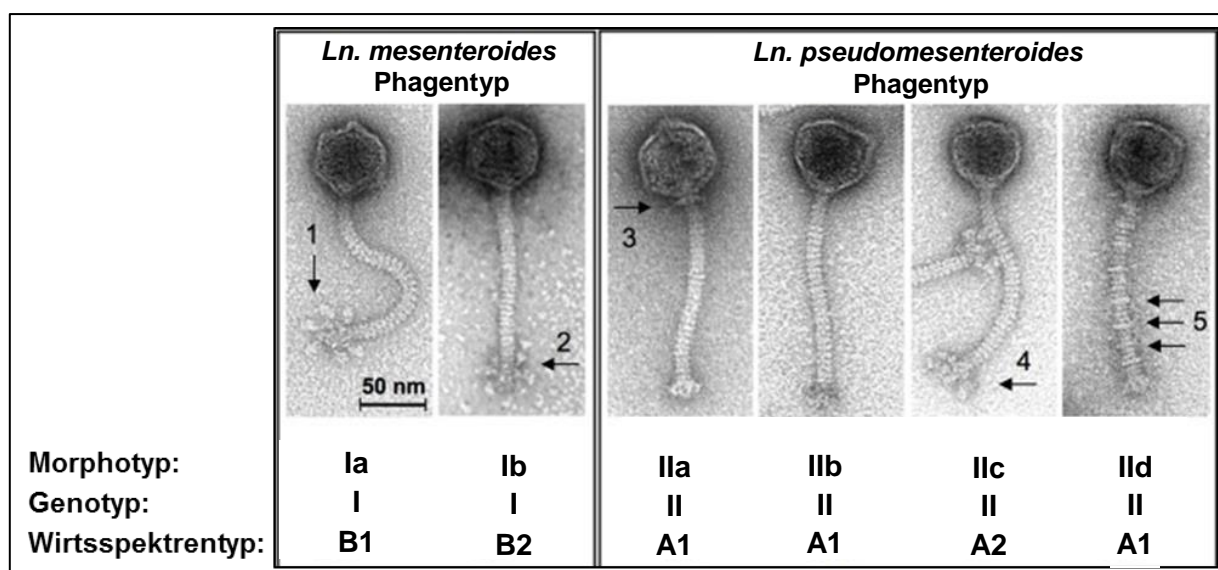 Ln. mesenteroides
Phagentyp
Ln. pseudomesenteroides
Phagentyp
1
50 nm
2
3
4
5
Morphotyp: Ia Ib IIa IIb IIc IId
Genotyp: I I II II II II
Wirtsspektrentyp: B1 B2 A1 A1 A2 A1